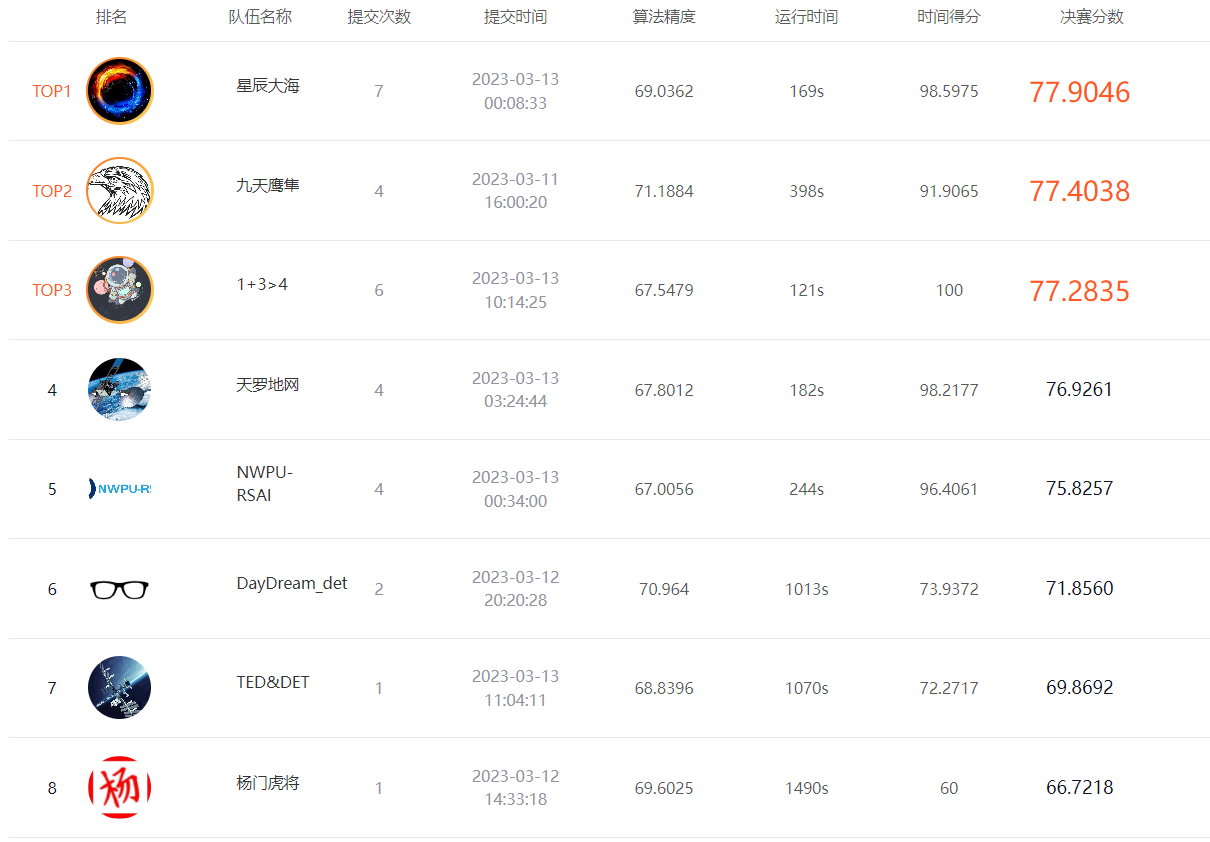 排名 队伍名称 提交次数 提交时间 算法精度 运行时间 时间得分 决赛分数
TOP1 星辰大海 7 2023-03-13 00:08:33 69.0362 169s 98.5975 77.9046
TOP2 九天鹰隼 4 2023-03-11 16:00:20 71.1884 398s 91.9065 77.4038
TOP3 1+3>4 6 2023-03-13 10:14:25 67.5479 121s 100 77.2835
4 天罗地网 4 2023-03-13 03:24:44 67.8012 182s 98.2177 76.9261
5 NWPU-RS NWPU-RSAI 4 2023-03-13 00:34:00 67.0056 244s 96.4061 75.8257
6 DayDream_det 2 2023-03-12 20:20:28 70.964 1013s 73.9372 71.8560
7 TED&DET 1 2023-03-13 11:04:11 68.8396 1070s 72.2717 69.8692
8 杨 杨门虎将 1 2023-03-12 14:33:18 69.6025 1490s 60 66.7218